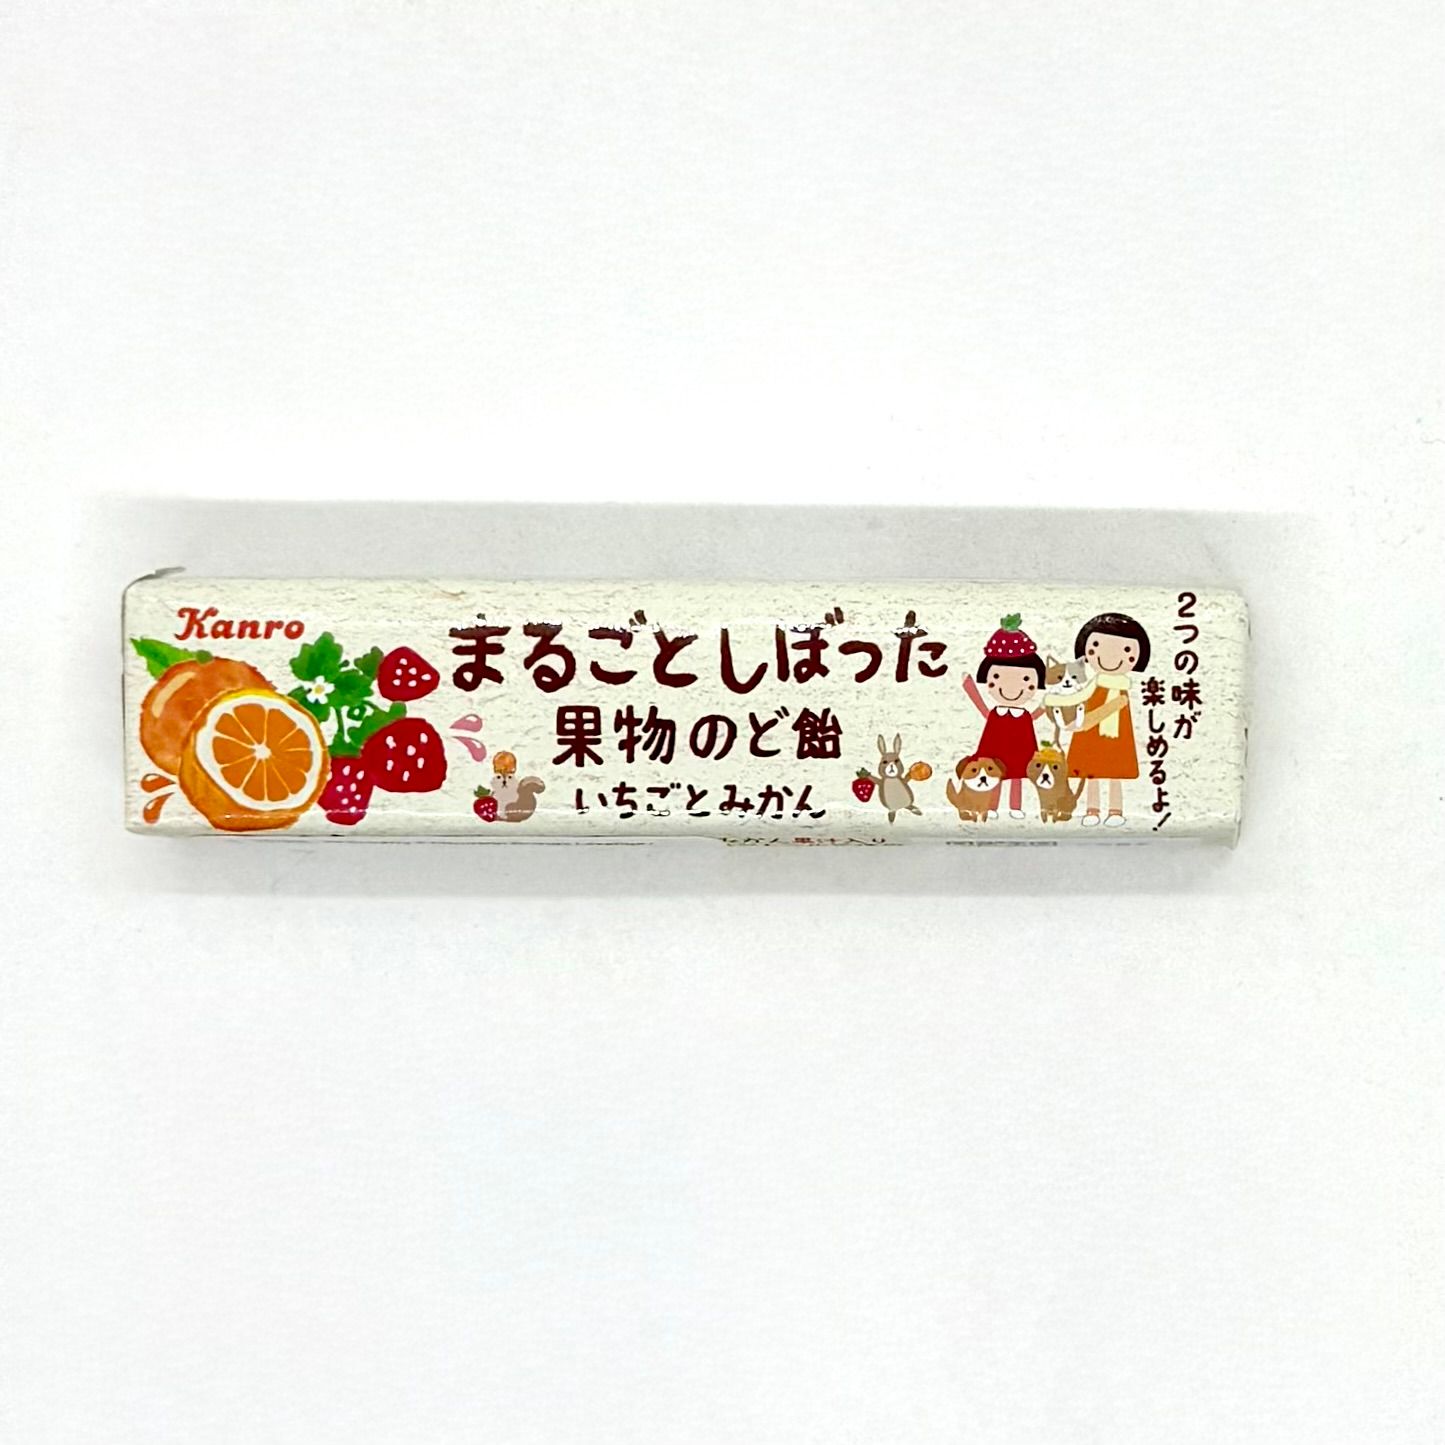 Kanro
まるごとしぼった
果物のど飴
いちごとみかん
2つの味が
楽しめるよ！